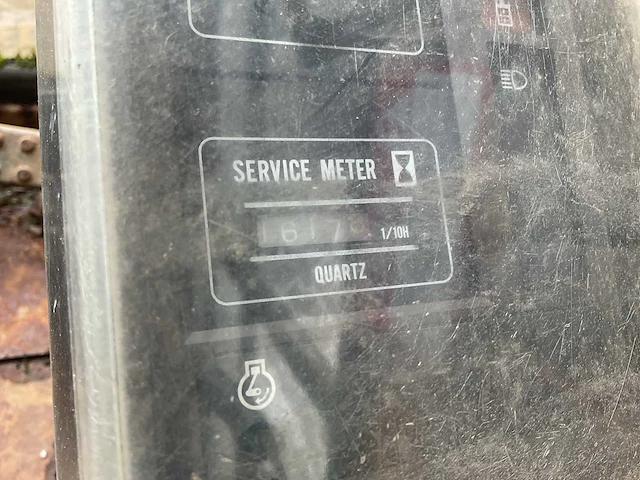 SERVICE METER
1/10H
QUARTZ